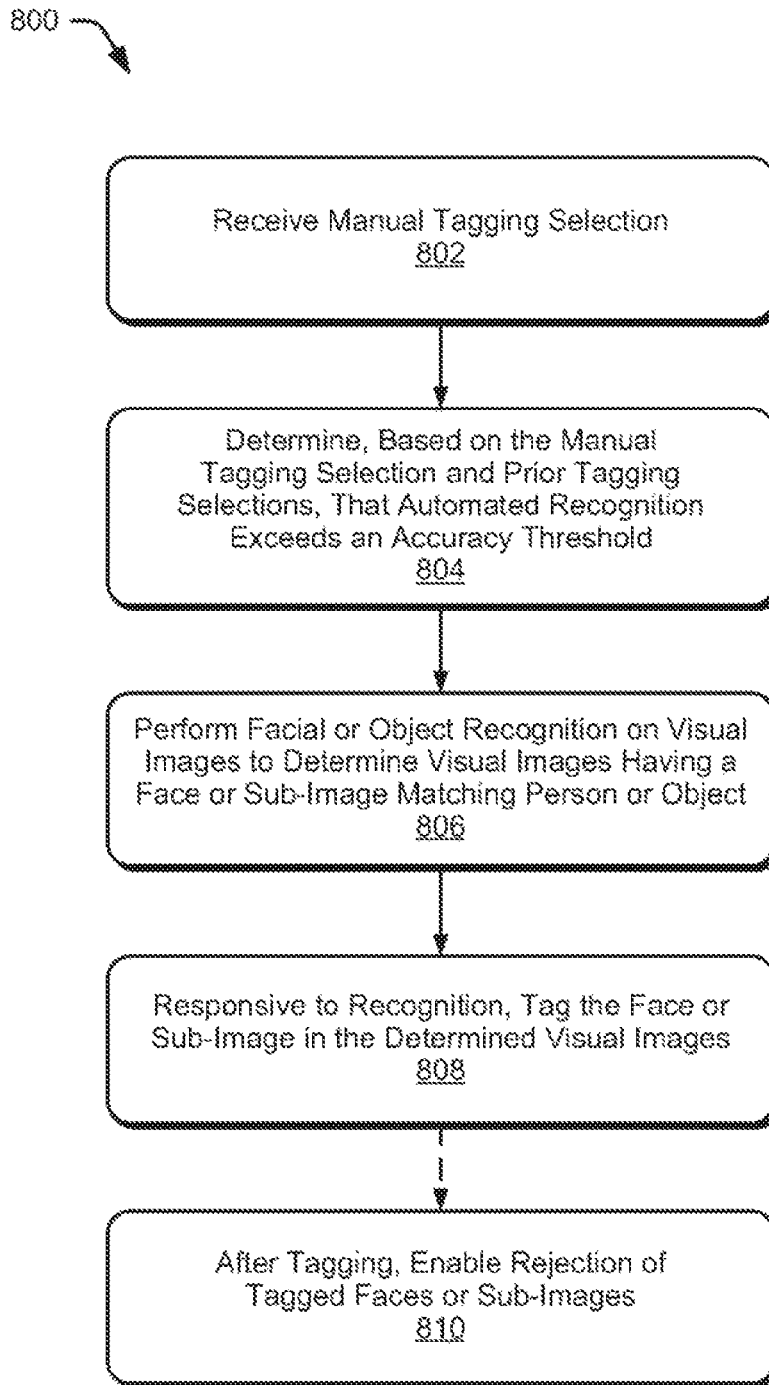 800
Receive Manual Tagging Selection
802
Determine, Based on the Manual
Tagging Selection and Prior Tagging
Selections, That Automated Recognition
Exceeds an Accuracy Threshold
804
Perform Facial or Object Recognition on Visual
Images to Determine Visual Images Having a
Face or Sub-Image Matching Person or Object
806
Responsive to Recognition, Tag the Face or
Sub-Image in the Determined Visual Images
808
After Tagging, Enable Rejection of
Tagged Faces or Sub-Images
810